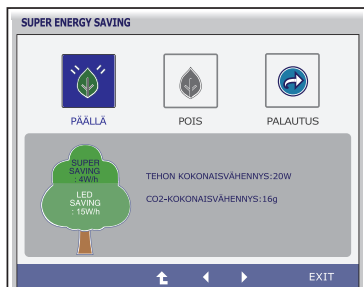 SUPER ENERGY SAVING
PÄÄLLÄ
POIS
PALAUTUS
SUPER
SAVING
: 4W/h
LED
SAVING
: 15W/h
TEHON KOKONAISVÄHENNYS:20W
CO2-KOKONAISVÄHENNYS:16g
EXIT